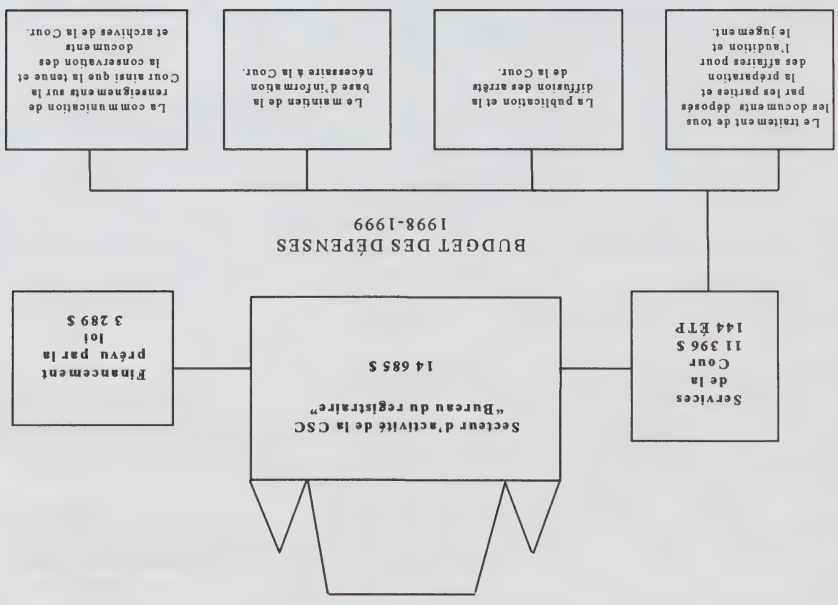 Services
de la
Cour
11 396 $
144 ÉTP
Secteur d'activité de la CSC
"Bureau du registraire"
14 685 $
Financement
prévu par la
loi
3 289 $
BUDGET DES DÉPENSES
1998-1999
Le traitement de tous
les documents déposés
par les parties et
la préparation
des affaires pour
l'audition et
le jugement.
La publication et la
diffusion des arrêts
de la Cour.
Le maintien de la
base d'information
nécessaire à la Cour.
La communication de
renseignements sur la
Cour ainsi que la tenue et
la conservation des
documents
et archives de la Cour.